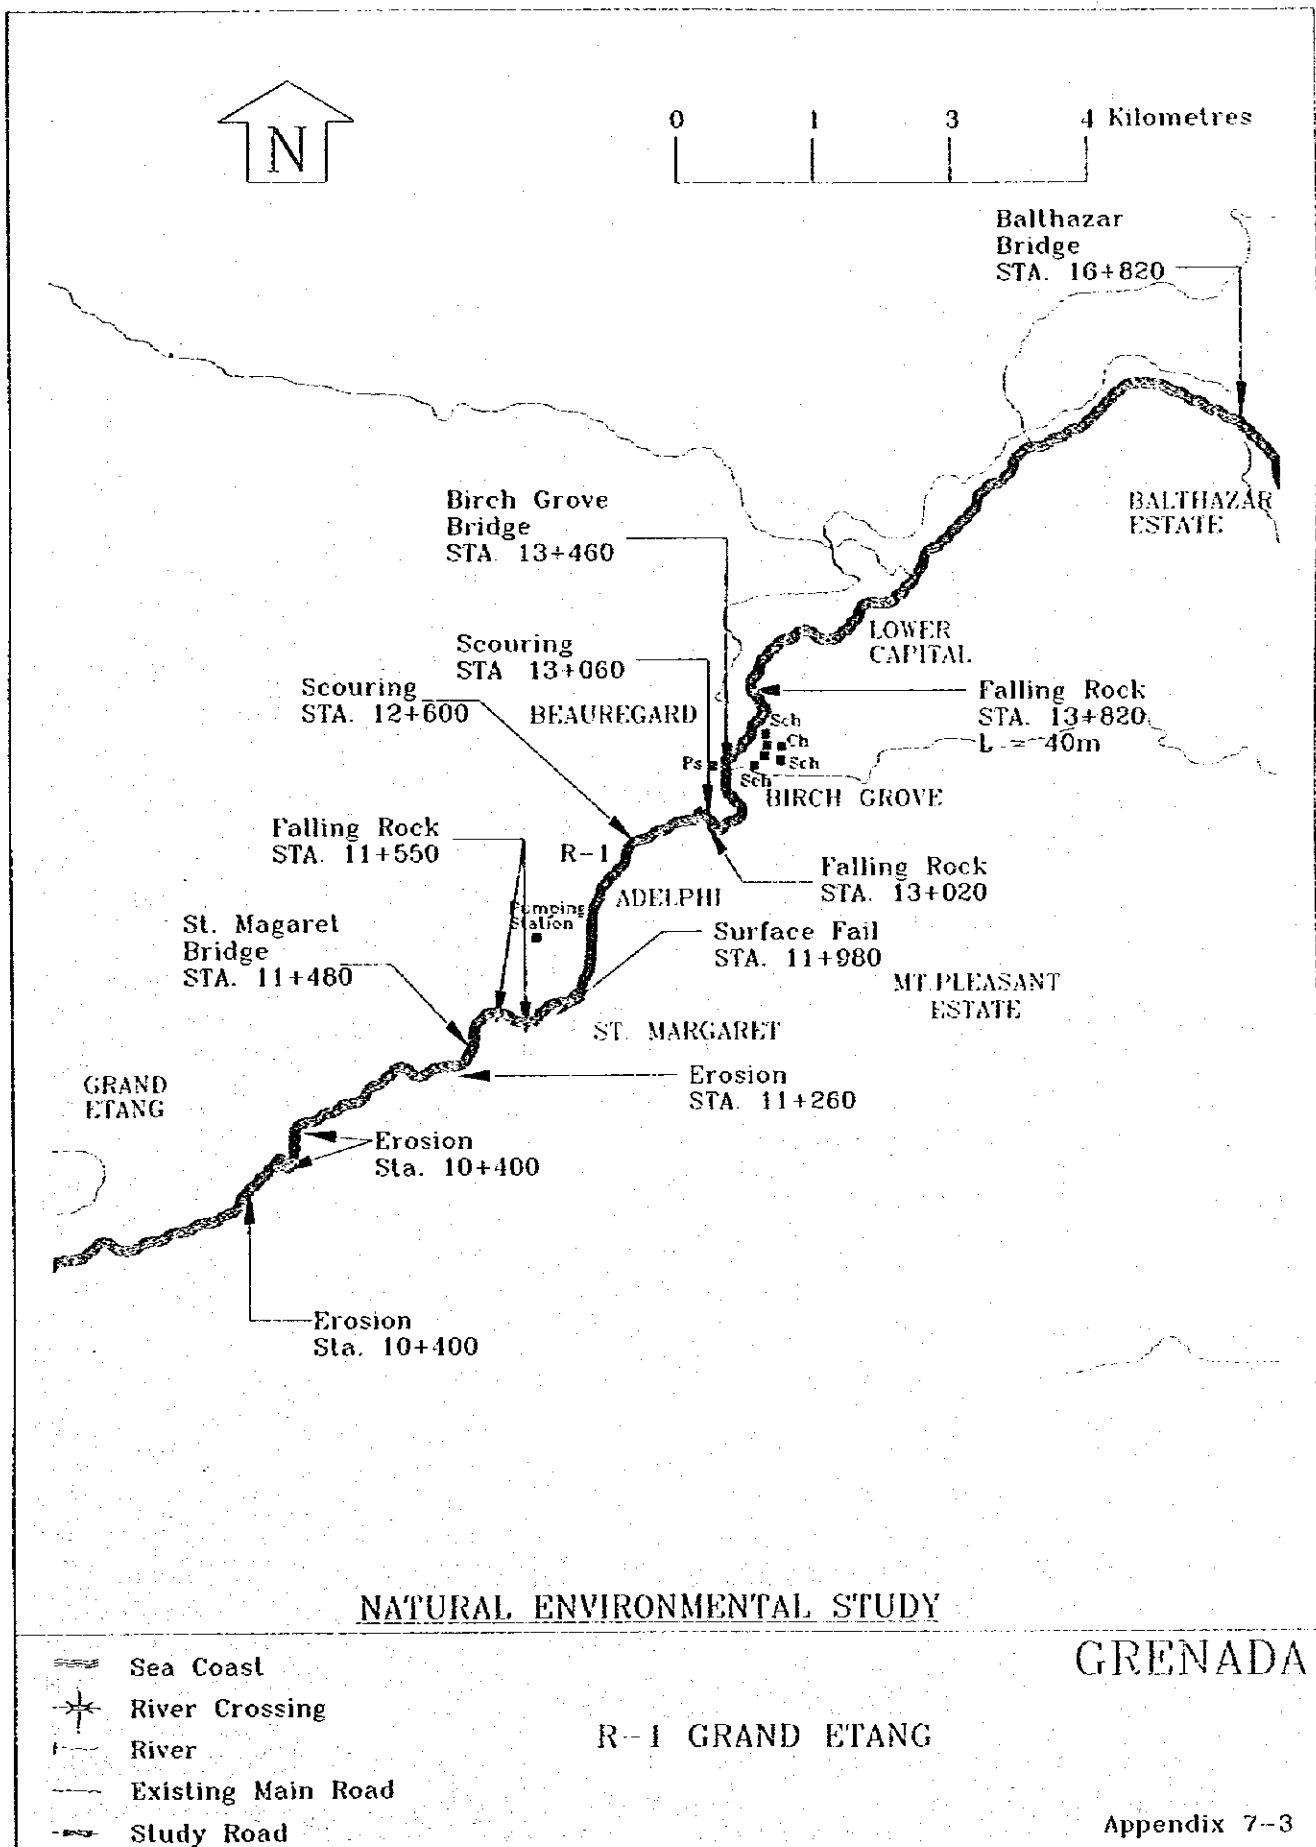 N
0 1 3 4 Kilometres
Balthazar
Bridge
STA. 16+820
Birch Grove
Bridge
STA. 13+460
BALTHAZAR
ESTATE
Scouring
STA 13+060
LOWER
CAPITAL
Scouring
STA. 12+600
BEAUREGARD
Falling Rock
STA. 13+820
L = 40m
Sch
Ch
Sch
Ps
Sch
BIRCH GROVE
Falling Rock
STA. 11+550
R-1
Falling Rock
STA. 13+020
ADELPHI
Pumping
Station
St. Magaret
Bridge
STA. 11+480
Surface Fail
STA. 11+980
MT.PLEASANT
ESTATE
ST. MARGARET
GRAND
ETANG
Erosion
STA. 11+260
Erosion
Sta. 10+400
Erosion
Sta. 10+400
NATURAL ENVIRONMENTAL STUDY
GRENADA
Sea Coast
River Crossing
River
Existing Main Road
Study Road
R-1 GRAND ETANG
Appendix 7-3